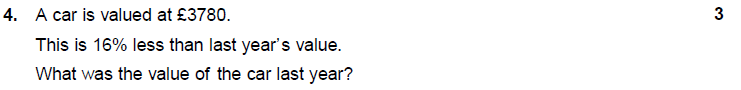 4. A car is valued at £3780. 3
This is 16% less than last year's value.
What was the value of the car last year?